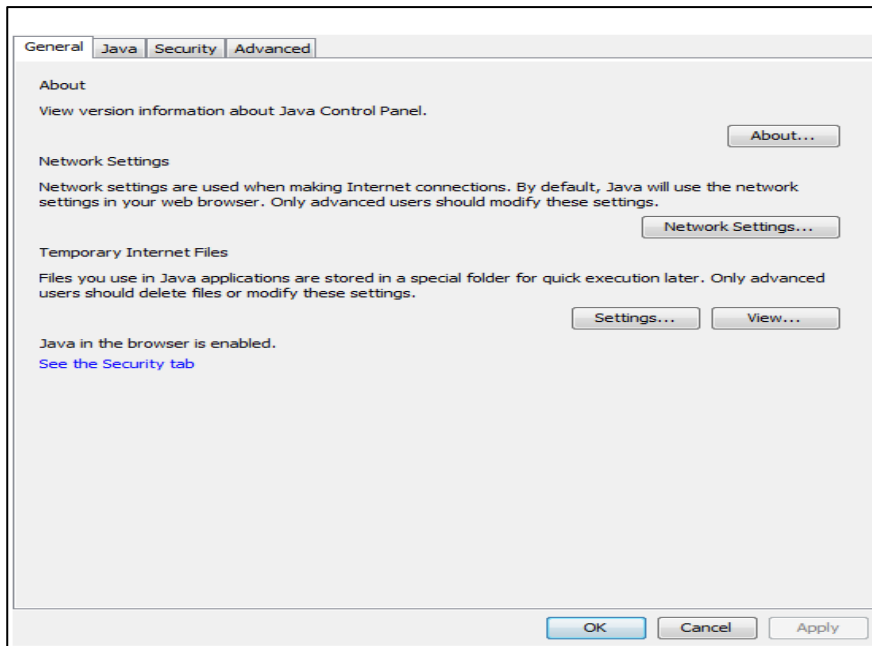 General Java Security Advanced
About
View version information about Java Control Panel.
About...
Network Settings
Network settings are used when making Internet connections. By default, Java will use the network
settings in your web browser. Only advanced users should modify these settings.
Network Settings...
Temporary Internet Files
Files you use in Java applications are stored in a special folder for quick execution later. Only advanced
users should delete files or modify these settings.
Settings... View...
Java in the browser is enabled.
See the Security tab
OK Cancel Apply